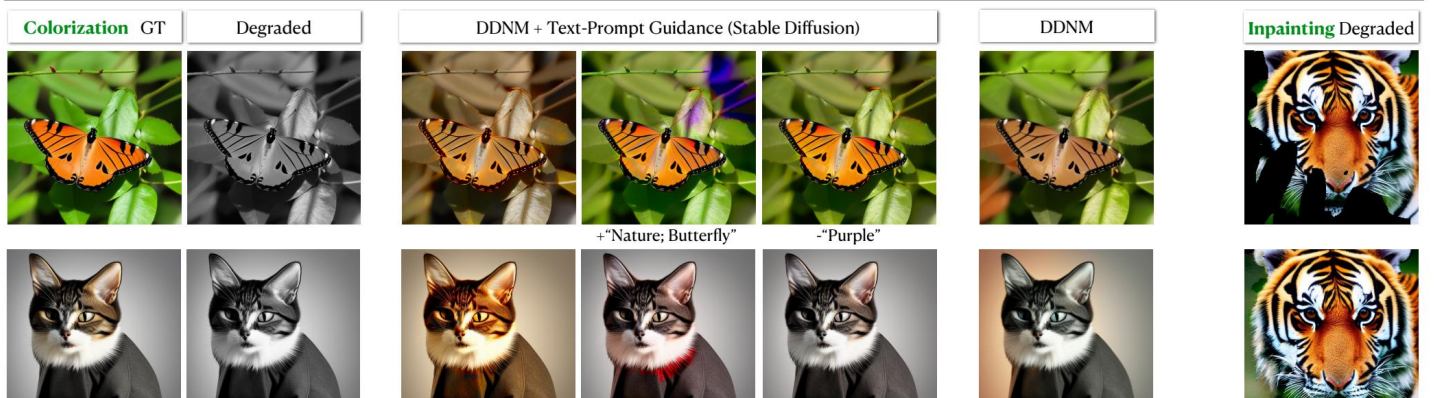 Colorization GT
Degraded
DDNM + Text-Prompt Guidance (Stable Diffusion)
DDNM
Inpainting Degraded
+“Nature; Butterfly”
-“Purple”